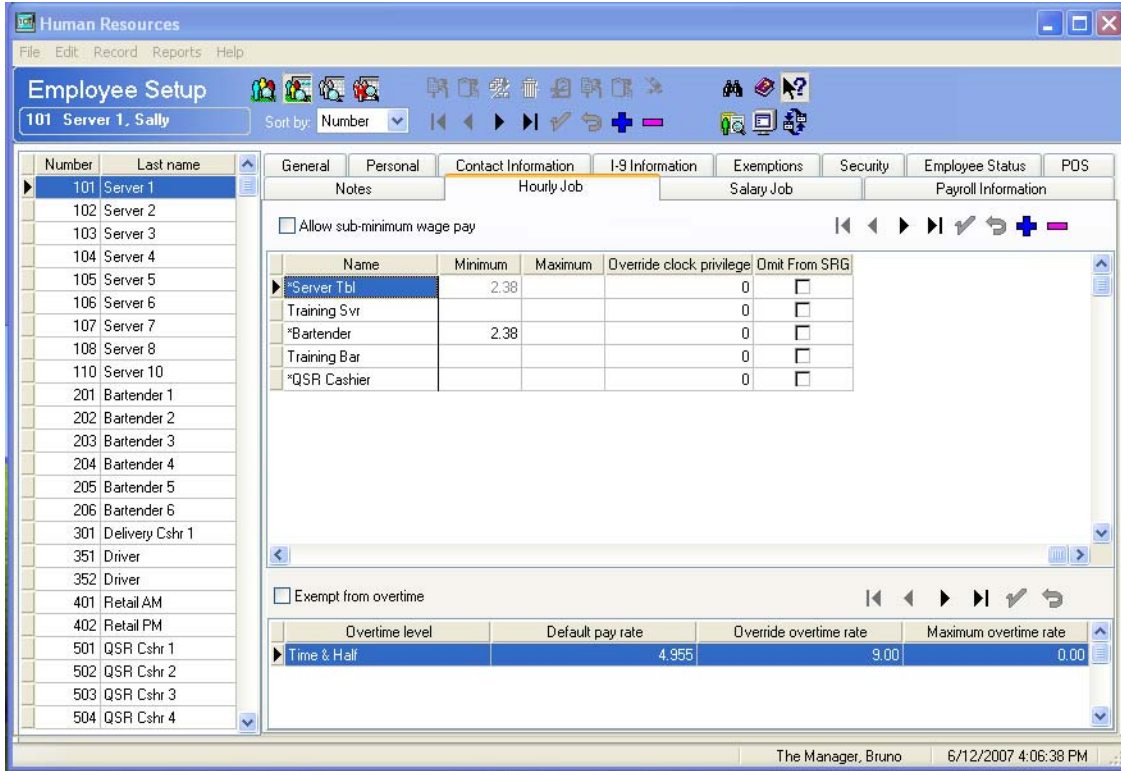 Human Resources
File Edit Record Reports Help
Employee Setup
101 Server 1, Sally
Sort by: Number
Number Last name
101 Server 1
102 Server 2
103 Server 3
104 Server 4
105 Server 5
106 Server 6
107 Server 7
108 Server 8
110 Server 10
201 Bartender 1
202 Bartender 2
203 Bartender 3
204 Bartender 4
205 Bartender 5
206 Bartender 6
301 Delivery Cshr 1
351 Driver
352 Driver
401 Retail AM
402 Retail PM
501 QSR Cshr 1
502 QSR Cshr 2
503 QSR Cshr 3
504 QSR Cshr 4
General Personal Contact Information I-9 Information Exemptions Security Employee Status POS
Notes Hourly Job Salary Job Payroll Information
Allow sub-minimum wage pay
Name Minimum Maximum Override clock privilege Omit From SRG
*Server Tbl 2.38 0
Training Svr 0
*Bartender 2.38 0
Training Bar 0
*QSR Cashier 0
Exempt from overtime
Overtime level Default pay rate Override overtime rate Maximum overtime rate
Time & Half 4.955 9.00 0.00
The Manager, Bruno 6/12/2007 4:06:38 PM